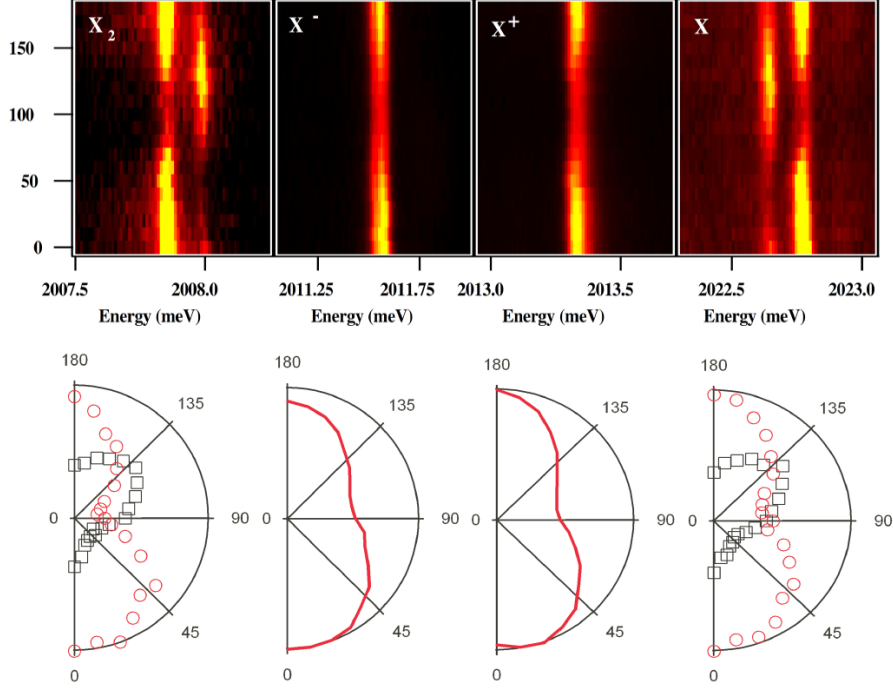 X2 X- X+ X
150
100
50
0
2007.5 2008.0 2011.25 2011.75 2013.0 2013.5 2022.5 2023.0
Energy (meV) Energy (meV) Energy (meV) Energy (meV)
180 180 180 180
135 135 135 135
0 90 0 90 0 90 0 90
45 45 45 45
0 0 0 0